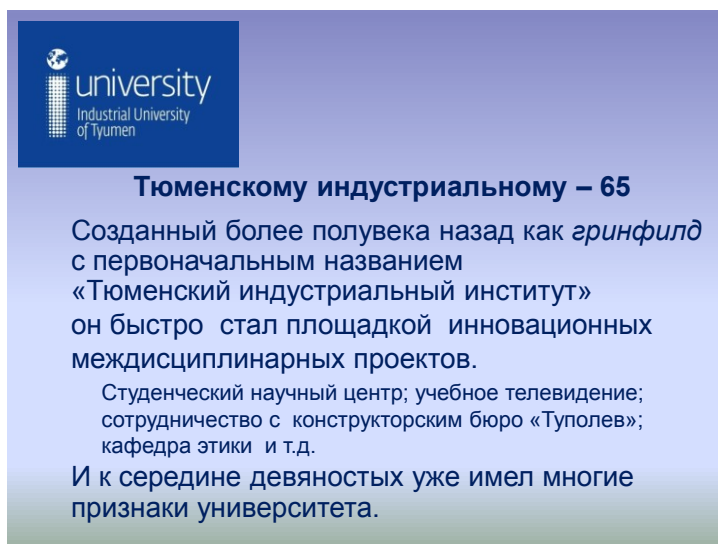 university
Industrial University
of Tyumen
Тюменскому индустриальному – 65
Созданный более полувека назад как гринфилд
с первоначальным названием
«Тюменский индустриальный институт»
он быстро стал площадкой инновационных
междисциплинарных проектов.
Студенческий научный центр; учебное телевидение;
сотрудничество с конструкторским бюро «Туполев»;
кафедра этики и т.д.
И к середине девяностых уже имел многие
признаки университета.